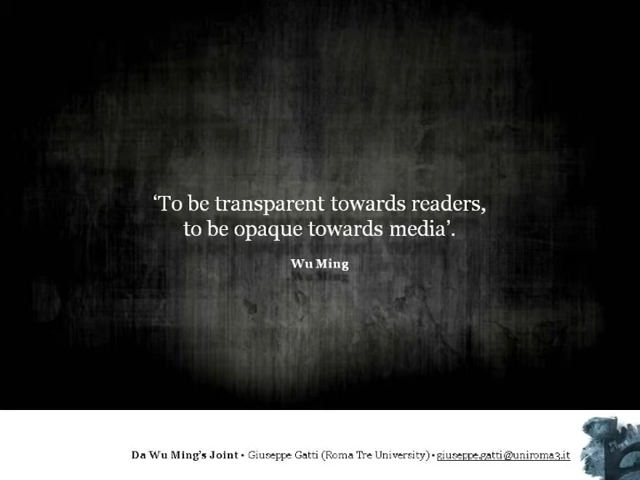 ‘To be transparent towards readers,
to be opaque towards media’.
Wu Ming
Da Wu Ming’s Joint • Giuseppe Gatti (Roma Tre University) • giuseppe.gatti@uniroma3.it